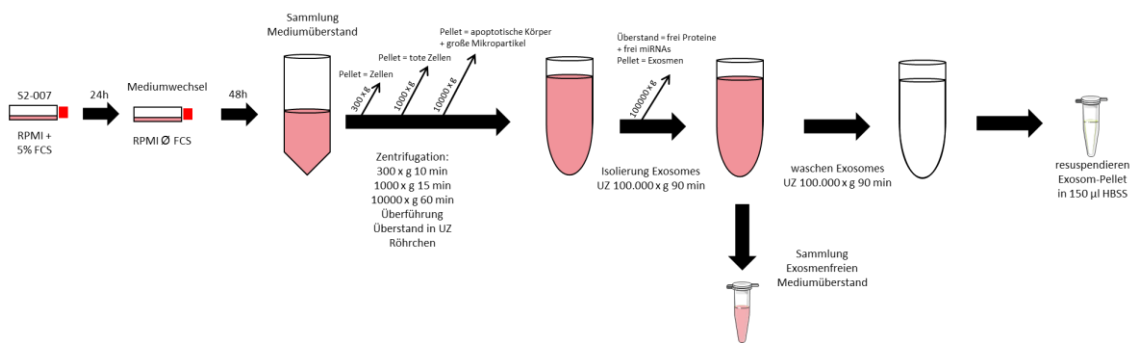 S2-007
RPMI +
5% FCS
24h
Mediumwechsel
RPMI Ø FCS
48h
Sammlung
Mediumüberstand
Pellet = Zellen
300 x g
Pellet = tote Zellen
1000 x g
Pellet = apoptotische Körper
+ große Mikropartikel
10000 x g
Zentrifugation:
300 x g 10 min
1000 x g 15 min
10000 x g 60 min
Überführung
Überstand in UZ
Röhrchen
Überstand = frei Proteine
+ frei miRNAs
Pellet = Exosmen
100000 x g
Isolierung Exosomes
UZ 100.000 x g 90 min
Sammlung
Exosmenfreien
Mediumüberstand
waschen Exosomes
UZ 100.000 x g 90 min
resuspendieren
Exosom-Pellet
in 150 µl HBSS